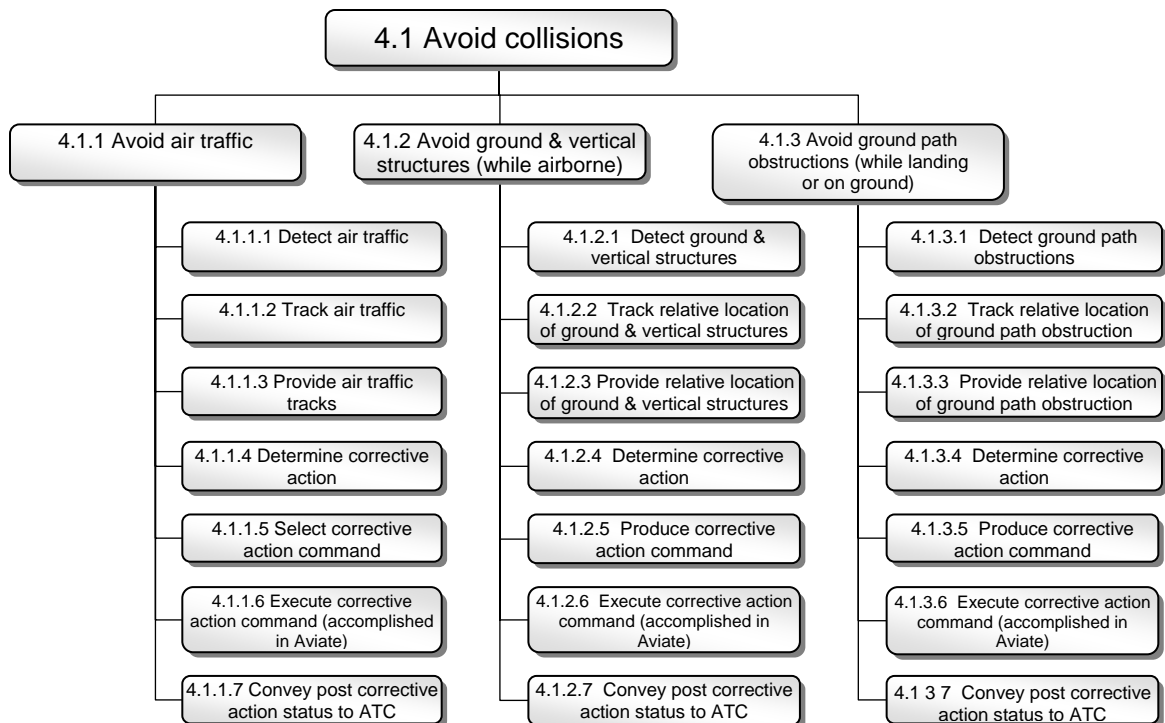 4.1 Avoid collisions
4.1.1 Avoid air traffic
4.1.2 Avoid ground & vertical
structures (while airborne)
4.1.3 Avoid ground path
obstructions (while landing
or on ground)
4.1.1.1 Detect air traffic
4.1.1.2 Track air traffic
4.1.1.3 Provide air traffic
tracks
4.1.1.4 Determine corrective
action
4.1.1.5 Select corrective
action command
4.1.1.6 Execute corrective
action command (accomplished
in Aviate)
4.1.1.7 Convey post corrective
action status to ATC
4.1.2.1 Detect ground &
vertical structures
4.1.2.2 Track relative location
of ground & vertical structures
4.1.2.3 Provide relative location
of ground & vertical structures
4.1.2.4 Determine corrective
action
4.1.2.5 Produce corrective
action command
4.1.2.6 Execute corrective action
command (accomplished in
Aviate)
4.1.2.7 Convey post corrective
action status to ATC
4.1.3.1 Detect ground path
obstructions
4.1.3.2 Track relative location
of ground path obstruction
4.1.3.3 Provide relative location
of ground path obstruction
4.1.3.4 Determine corrective
action
4.1.3.5 Produce corrective
action command
4.1.3.6 Execute corrective action
command (accomplished in
Aviate)
4.1 3 7 Convey post corrective
action status to ATC